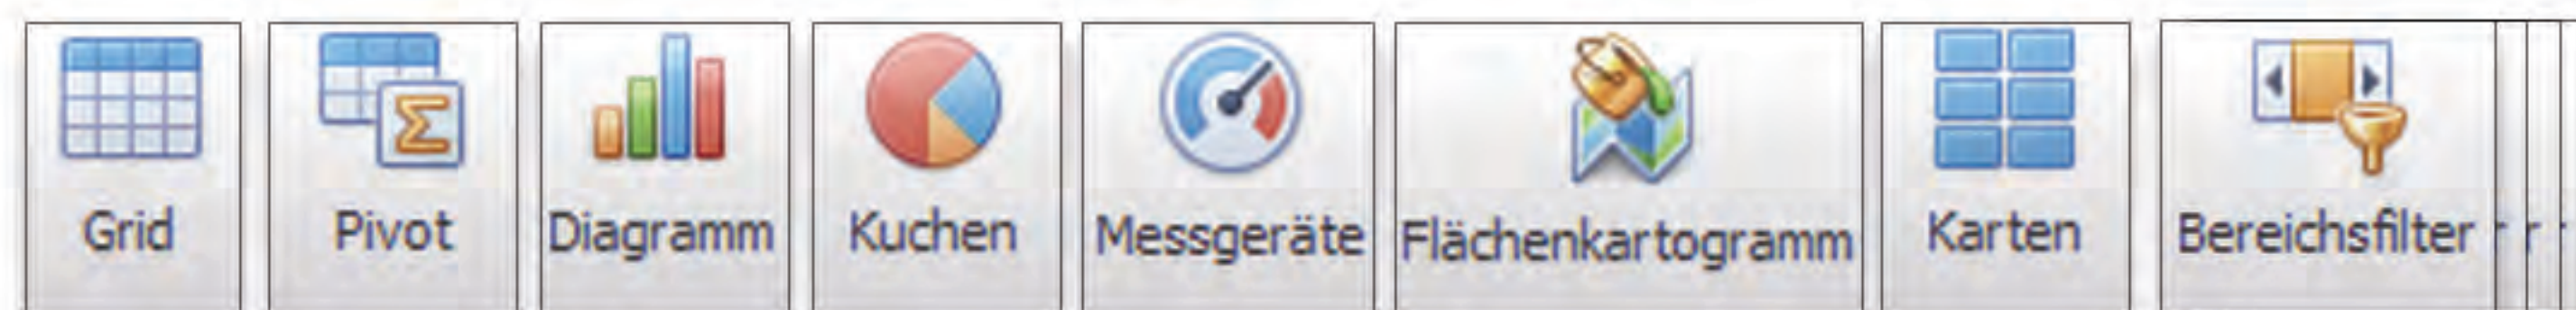 Grid
Pivot
Diagramm
Kuchen
Messgeräte
Flächenkartogramm
Karten
Bereichsfilter
r
r